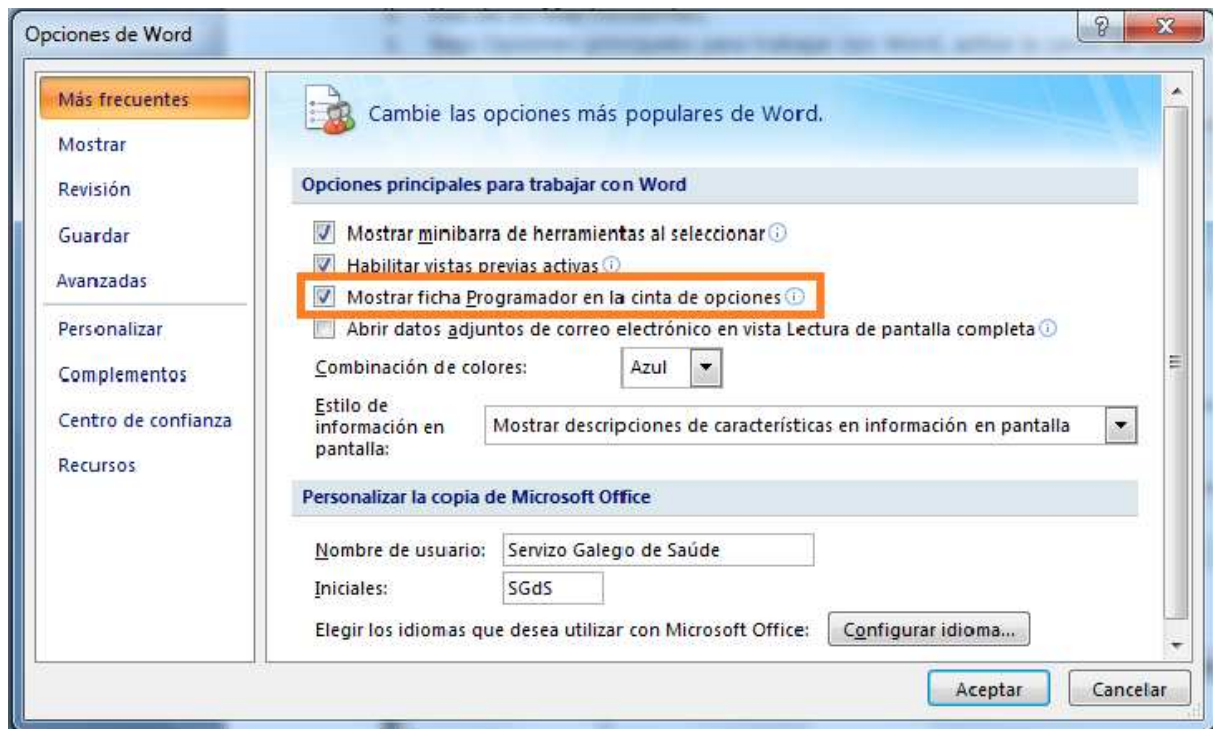 Opciones de Word
Más frecuentes
Mostrar
Revisión
Guardar
Avanzadas
Personalizar
Complementos
Centro de confianza
Recursos
Cambie las opciones más populares de Word.
Opciones principales para trabajar con Word
Mostrar minibarra de herramientas al seleccionar
Habilitar vistas previas activas
Mostrar ficha Programador en la cinta de opciones
Abrir datos adjuntos de correo electrónico en vista Lectura de pantalla completa
Combinación de colores: Azul
Estilo de
información en
pantalla:
Mostrar descripciones de características en información en pantalla
Personalizar la copia de Microsoft Office
Nombre de usuario: Servizo Galego de Saúde
Iniciales: SGdS
Elegir los idiomas que desea utilizar con Microsoft Office: Configurar idioma...
Aceptar Cancelar